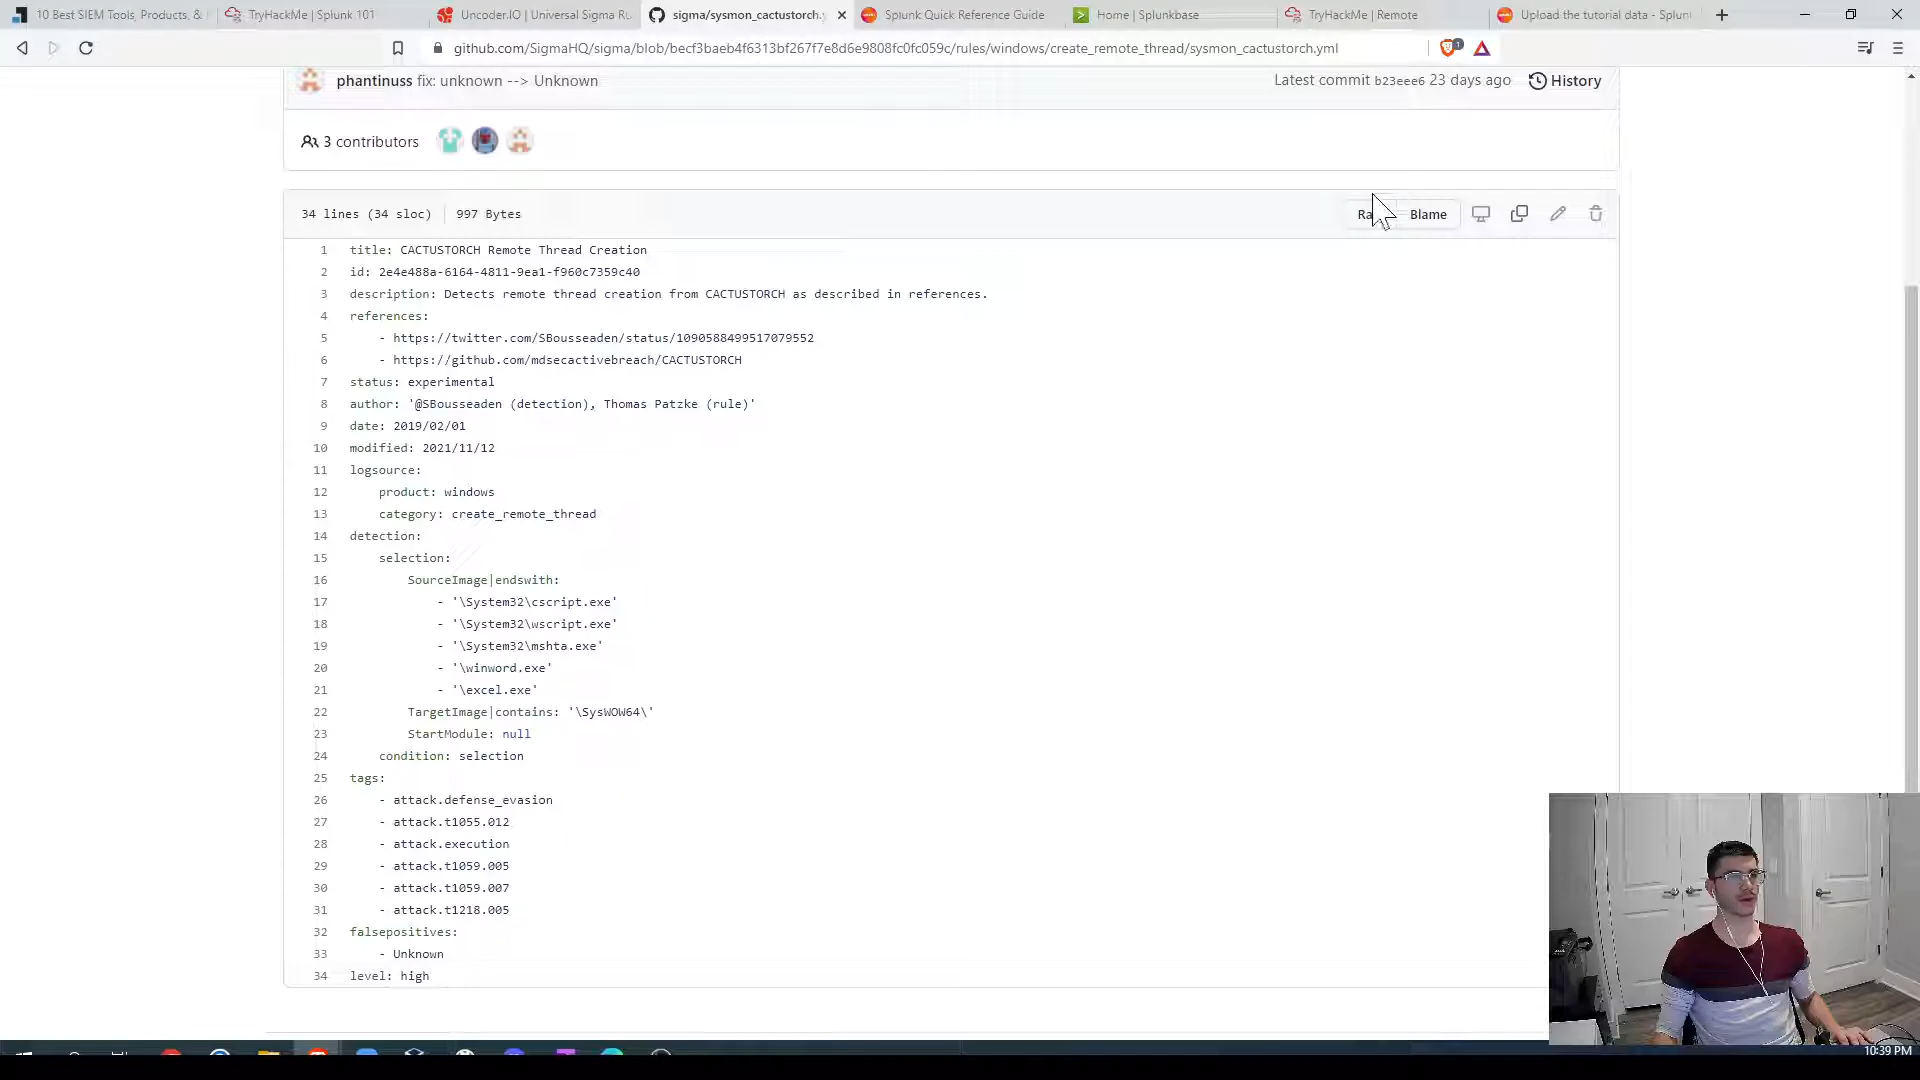 10 Best SIEM Tools, Products, &
TryHackMe | Splunk 101
Uncoder.IO | Universal Sigma Ru
sigma/sysmon_cactustorch.y
Splunk Quick Reference Guide
Home | Splunkbase
TryHackMe | Remote
Upload the tutorial data - Splun
github.com/SigmaHQ/sigma/blob/becf3baeb4f6313bf267f7e8d6e9808fc0fc059c/rules/windows/create_remote_thread/sysmon_cactustorch.yml
1
phantinuss fix: unknown --> Unknown
Latest commit b23eee6 23 days ago
History
3 contributors
34 lines (34 sloc) 997 Bytes
Blame
1 title: CACTUSTORCH Remote Thread Creation
2 id: 2e4e488a-6164-4811-9ea1-f960c7359c40
3 description: Detects remote thread creation from CACTUSTORCH as described in references.
4 references:
5 - https://twitter.com/SBousseaden/status/1090588499517079552
6 - https://github.com/mdsecactivebreach/CACTUSTORCH
7 status: experimental
8 author: '@SBousseaden (detection), Thomas Patzke (rule)'
9 date: 2019/02/01
10 modified: 2021/11/12
11 logsource:
12 product: windows
13 category: create_remote_thread
14 detection:
15 selection:
16 SourceImage|endswith:
17 - '\System32\cscript.exe'
18 - '\System32\wscript.exe'
19 - '\System32\mshta.exe'
20 - '\winword.exe'
21 - '\excel.exe'
22 TargetImage|contains: '\SysWOW64\'
23 StartModule: null
24 condition: selection
25 tags:
26 - attack.defense_evasion
27 - attack.t1055.012
28 - attack.execution
29 - attack.t1059.005
30 - attack.t1059.007
31 - attack.t1218.005
32 falsepositives:
33 - Unknown
34 level: high
10:39 PM